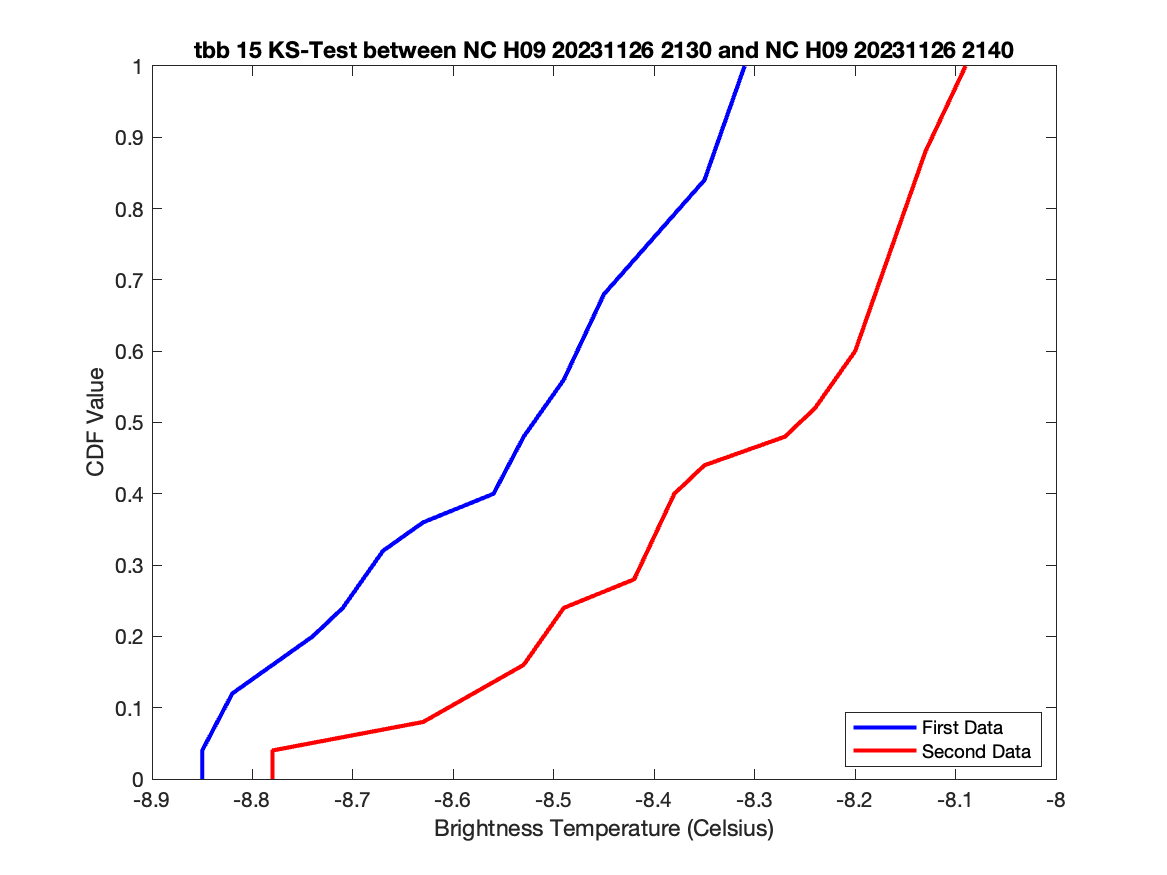 tbb 15 KS-Test between NC H09 20231126 2130 and NC H09 20231126 2140
1
0.9
0.8
0.7
0.6
0.5
0.4
0.3
0.2
0.1
0
CDF Value
First Data
Second Data
-8.9 -8.8 -8.7 -8.6 -8.5 -8.4 -8.3 -8.2 -8.1 -8
Brightness Temperature (Celsius)